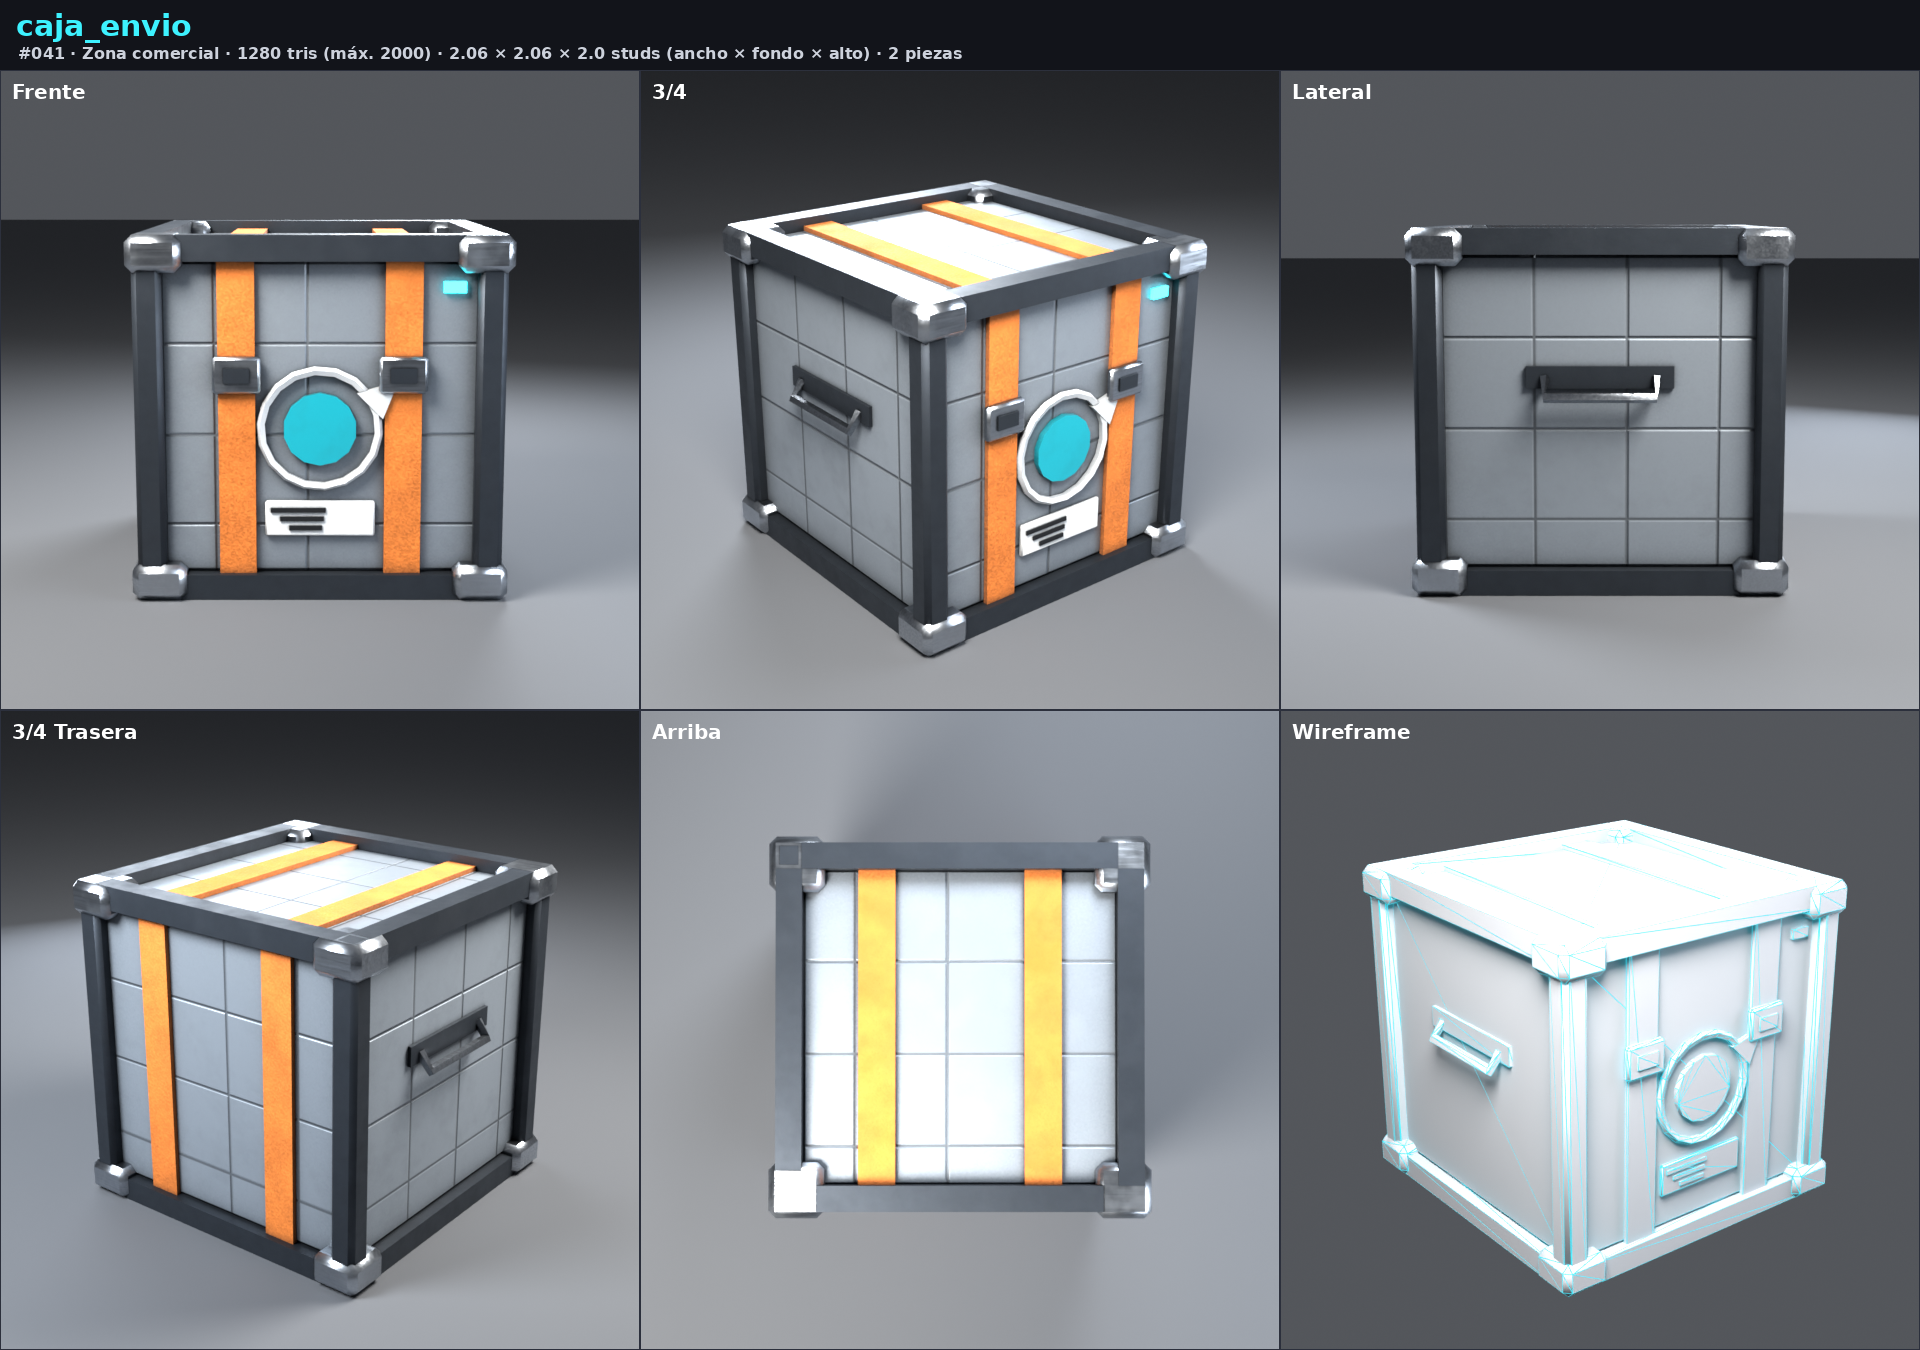 caja_envio
#041 · Zona comercial · 1280 tris (máx. 2000) · 2.06 × 2.06 × 2.0 studs (ancho × fondo × alto) · 2 piezas
Frente
3/4
Lateral
3/4 Trasera
Arriba
Wireframe